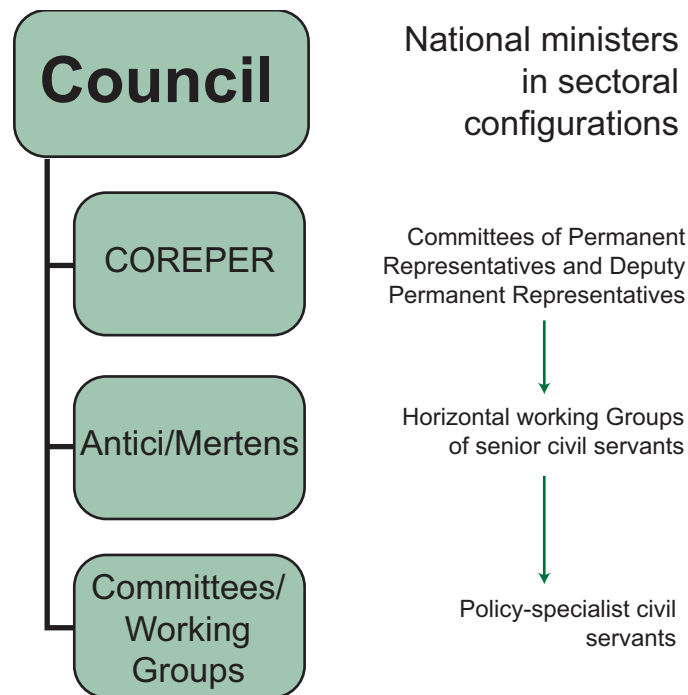 Council
National ministers
in sectoral
configurations
COREPER
Committees of Permanent
Representatives and Deputy
Permanent Representatives
Antici/Mertens
Horizontal working Groups
of senior civil servants
Committees/
Working
Groups
Policy-specialist civil
servants